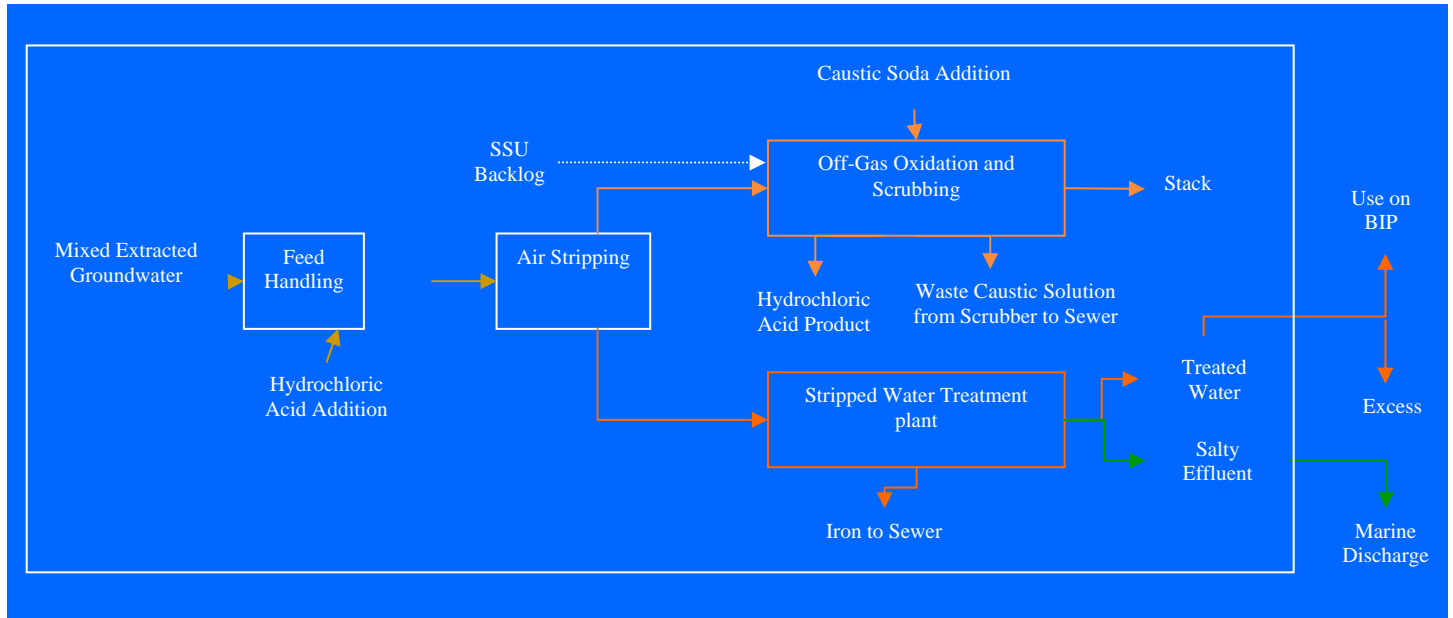 Caustic Soda Addition
SSU
Backlog
Off-Gas Oxidation and
Scrubbing
Stack
Use on
BIP
Mixed Extracted
Groundwater
Feed
Handling
Air Stripping
Hydrochloric
Acid Product
Waste Caustic Solution
from Scrubber to Sewer
Hydrochloric
Acid Addition
Stripped Water Treatment
plant
Treated
Water
Excess
Salty
Effluent
Iron to Sewer
Marine
Discharge